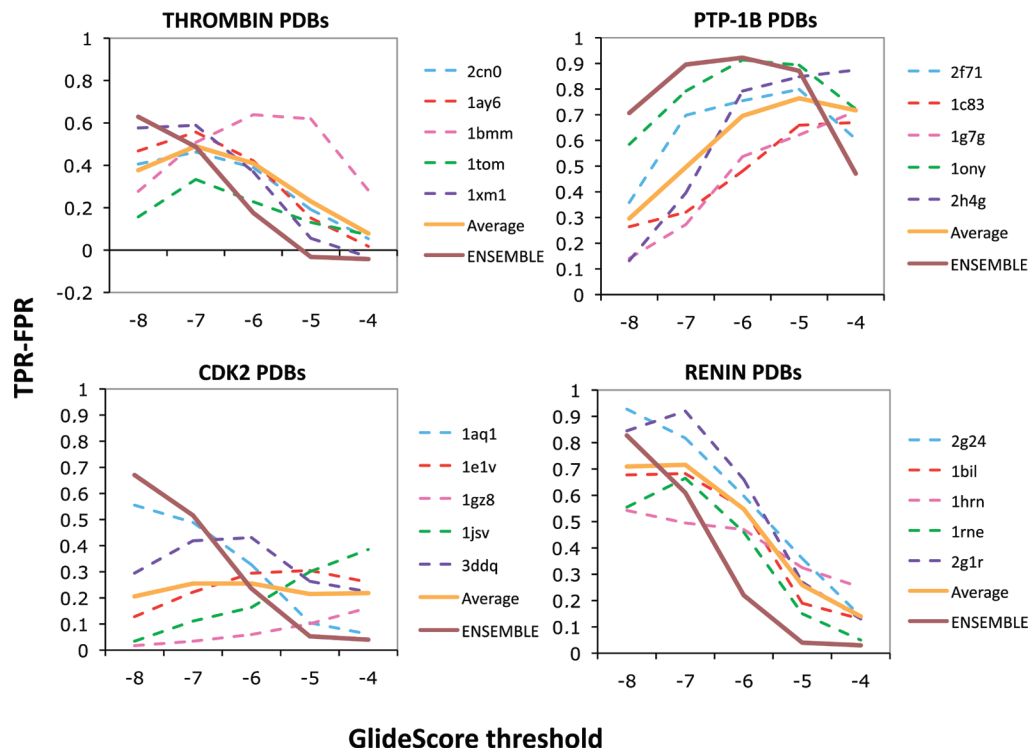 THROMBIN PDBs
1
0.8
0.6
0.4
0.2
0
-0.2
-8 -7 -6 -5 -4
2cn0
1ay6
1bmm
1tom
1xm1
Average
ENSEMBLE
PTP-1B PDBs
1
0.9
0.8
0.7
0.6
0.5
0.4
0.3
0.2
0.1
0
-8 -7 -6 -5 -4
2f71
1c83
1g7g
1ony
2h4g
Average
ENSEMBLE
TPR-FPR
CDK2 PDBs
1
0.9
0.8
0.7
0.6
0.5
0.4
0.3
0.2
0.1
0
-8 -7 -6 -5 -4
1aq1
1e1v
1gz8
1jsv
3ddq
Average
ENSEMBLE
RENIN PDBs
1
0.9
0.8
0.7
0.6
0.5
0.4
0.3
0.2
0.1
0
-8 -7 -6 -5 -4
2g24
1bil
1hrn
1rne
2g1r
Average
ENSEMBLE
GlideScore threshold